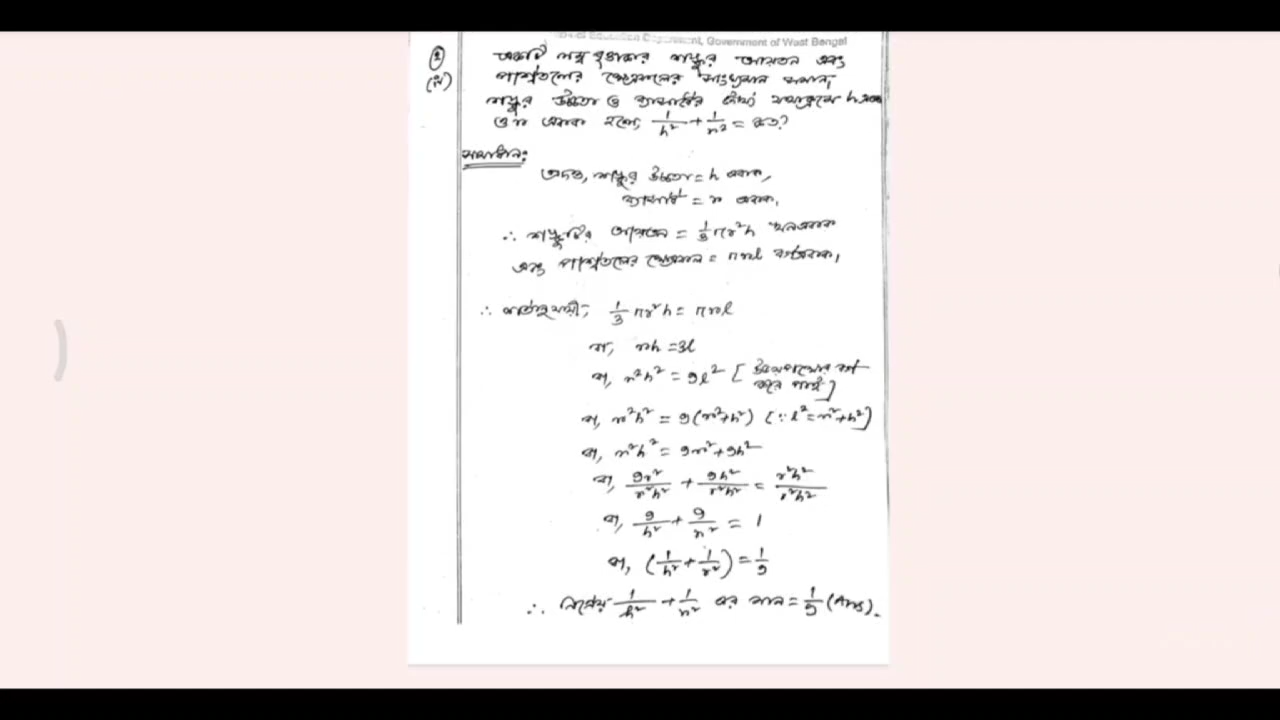 Education Department, Government of West Bengal
একটি লম্ব বৃত্তাকার শঙ্কুর আয়তন এবং
পার্শ্বতলের ক্ষেত্রফলের সাংখ্যমান সমান,
শঙ্কুর উচ্চতা ও ব্যাসার্ধের দৈর্ঘ্য যথাক্রমে h একক
ও r একক হলে, 1/h² + 1/r² = কত?
সমাধান:
প্রদত্ত, শঙ্কুর উচ্চতা = h একক,
ব্যাসার্ধ = r একক,
∴ শঙ্কুটির আয়তন = 1/3 πr²h ঘনএকক
এবং পার্শ্বতলের ক্ষেত্রফল = πrl বর্গএকক,
∴ শর্তানুযায়ী, 1/3 πr²h = πrl
বা, rh = 3l
বা, r²h² = 9l² [উভয়পক্ষের বর্গ
করে পাই]
বা, r²h² = 9(r²+h²) [∵ l² = r²+h²]
বা, r²h² = 9r²+9h²
বা, 9r²/r²h² + 9h²/r²h² = r²h²/r²h²
বা, 9/h² + 9/r² = 1
বা, (1/h² + 1/r²) = 1/9
∴ নির্ণেয় 1/h² + 1/r² এর মান = 1/9 (Ans).